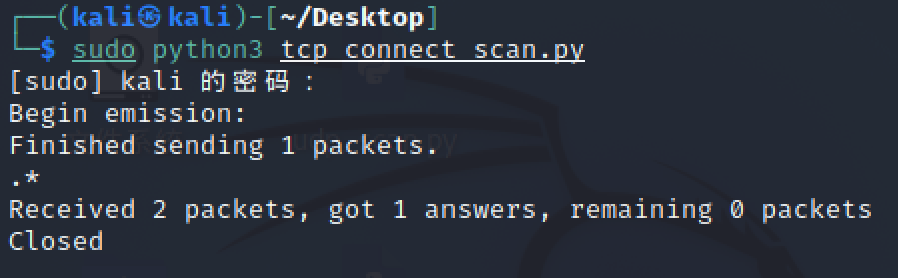 ┌──(kali㉿kali)-[~/Desktop]
└─$ sudo python3 tcp_connect_scan.py
[sudo] kali 的密码：
Begin emission:
Finished sending 1 packets.
.*
Received 2 packets, got 1 answers, remaining 0 packets
Closed